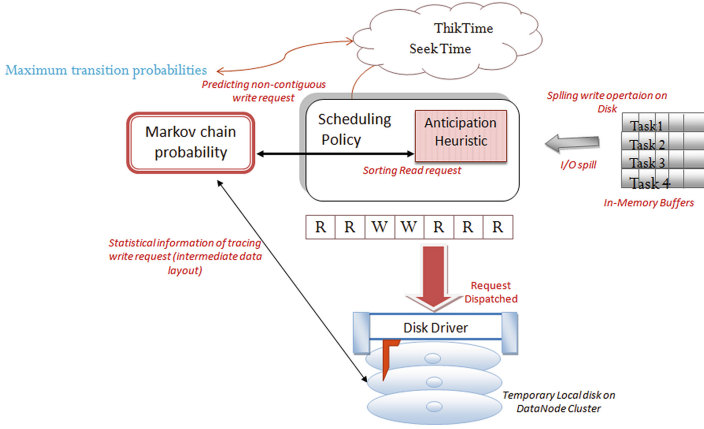 ThikTime
Seek Time
Maximum transition probabilities
Predicting non-contiguous
write request
Splling write opertaion on
Disk
Markov chain
probability
Scheduling
Policy
Anticipation
Heuristic
Sorting Read request
I/O spill
Task1
Task 2
Task 3
Task 4
In-Memory Buffers
R R W W R R R
Statistical information of tracing
write request (intermediate data
layout)
Request
Dispatched
Disk Driver
Temporary Local disk on
DataNode Cluster